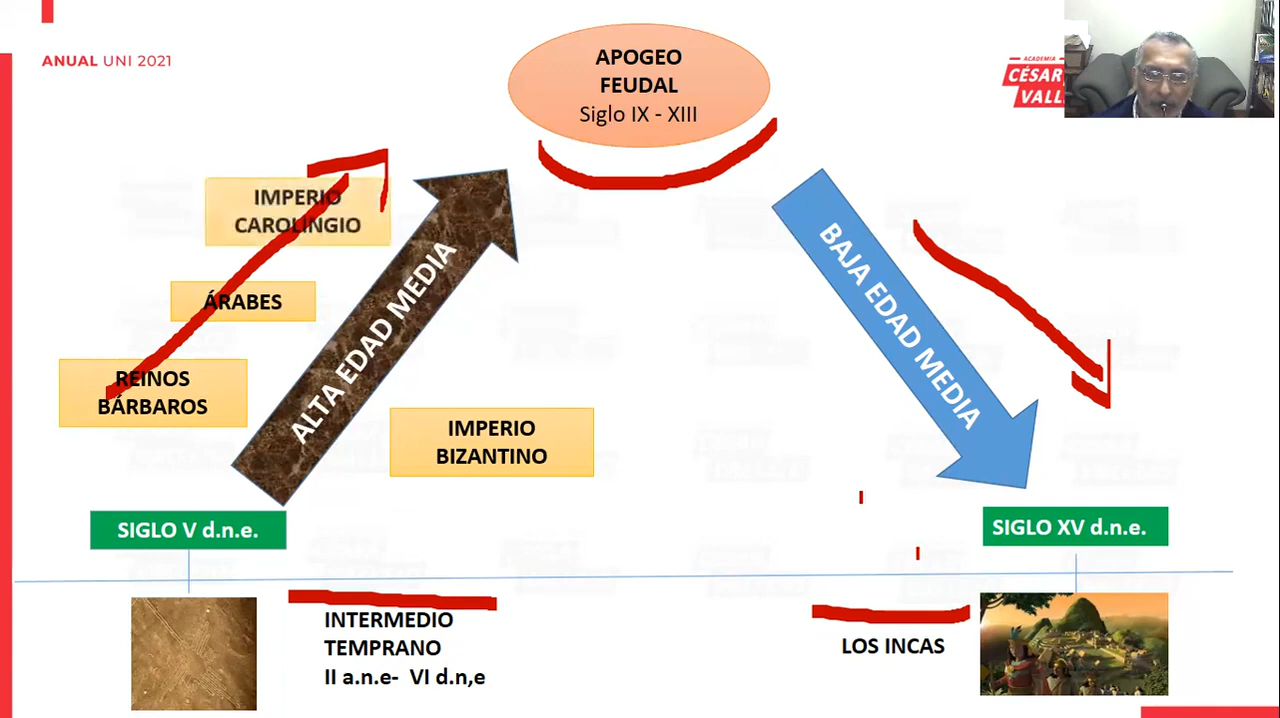 ANUAL UNI 2021
APOGEO
FEUDAL
Siglo IX - XIII
ACADEMIA
CÉSAR
IMPERIO
CAROLINGIO
ÁRABES
REINOS
BÁRBAROS
ALTA EDAD MEDIA
IMPERIO
BIZANTINO
BAJA EDAD MEDIA
SIGLO V d.n.e.
SIGLO XV d.n.e.
INTERMEDIO
TEMPRANO
II a.n.e- VI d.n,e
LOS INCAS